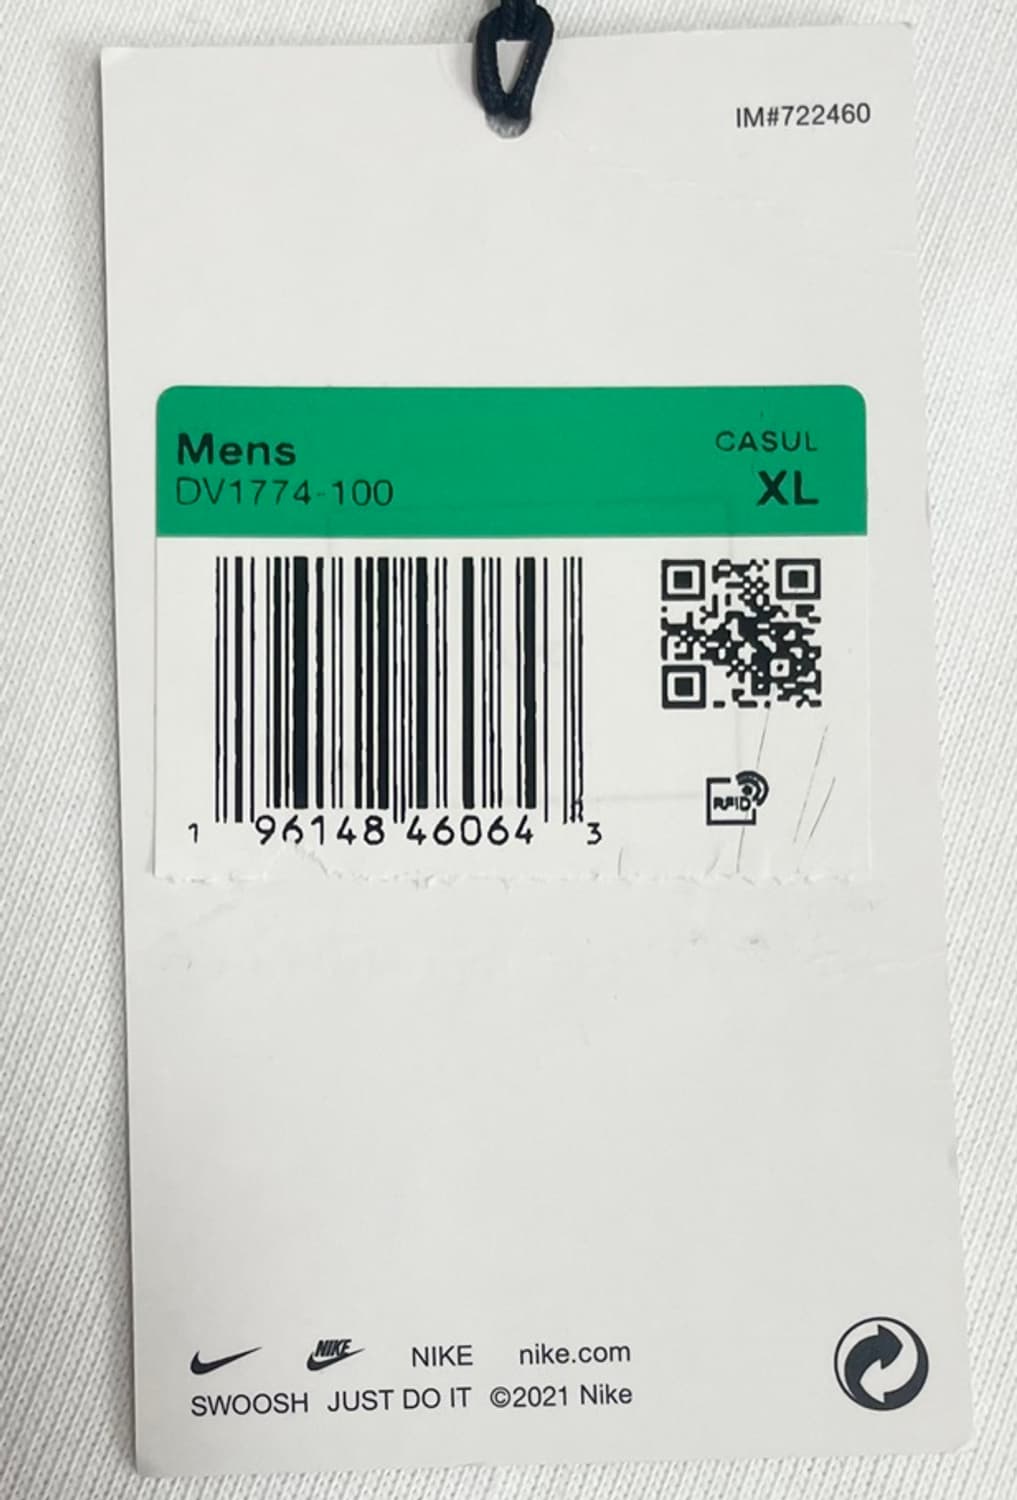 IM#722460
Mens
CASUL
DV1774-100
XL
1 96148 46064 3
RFID
NIKE NIKE nike.com
SWOOSH JUST DO IT ©2021 Nike